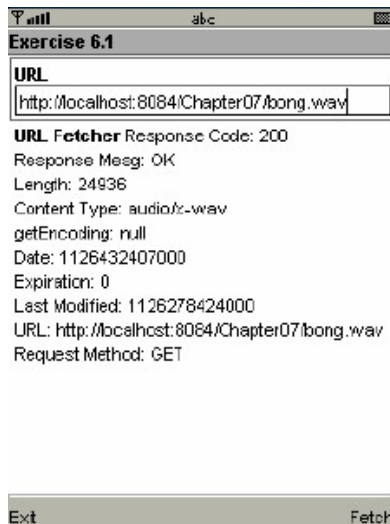 abc
Exercise 6.1
URL
http://localhost:8084/Chapter07/bong.wav
URL Fetcher Response Code: 200
Response Mesg: OK
Length: 24936
Content Type: audio/x-wav
getEncoding: null
Date: 1126432407000
Expiration: 0
Last Modified: 1126278424000
URL: http://localhost:8084/Chapter07/bong.wav
Request Method: GET
Ext Fetch